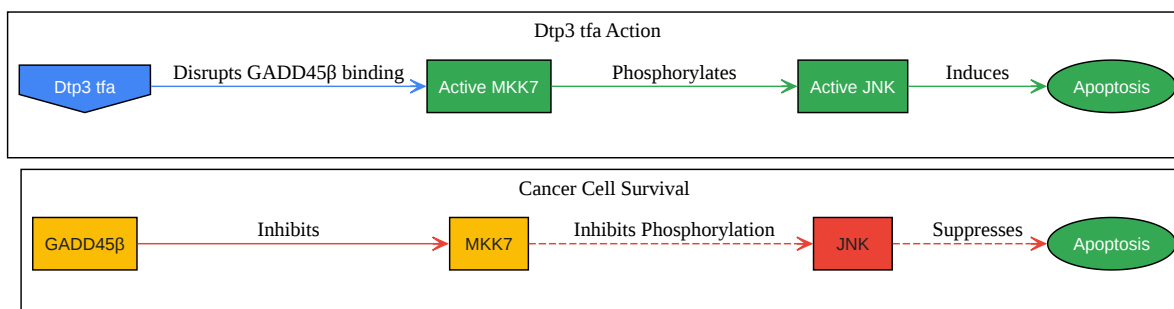 Dtp3 tfa Action
Dtp3 tfa
Disrupts GADD45β binding
Active MKK7
Phosphorylates
Active JNK
Induces
Apoptosis
Cancer Cell Survival
GADD45β
Inhibits
MKK7
Inhibits Phosphorylation
JNK
Suppresses
Apoptosis